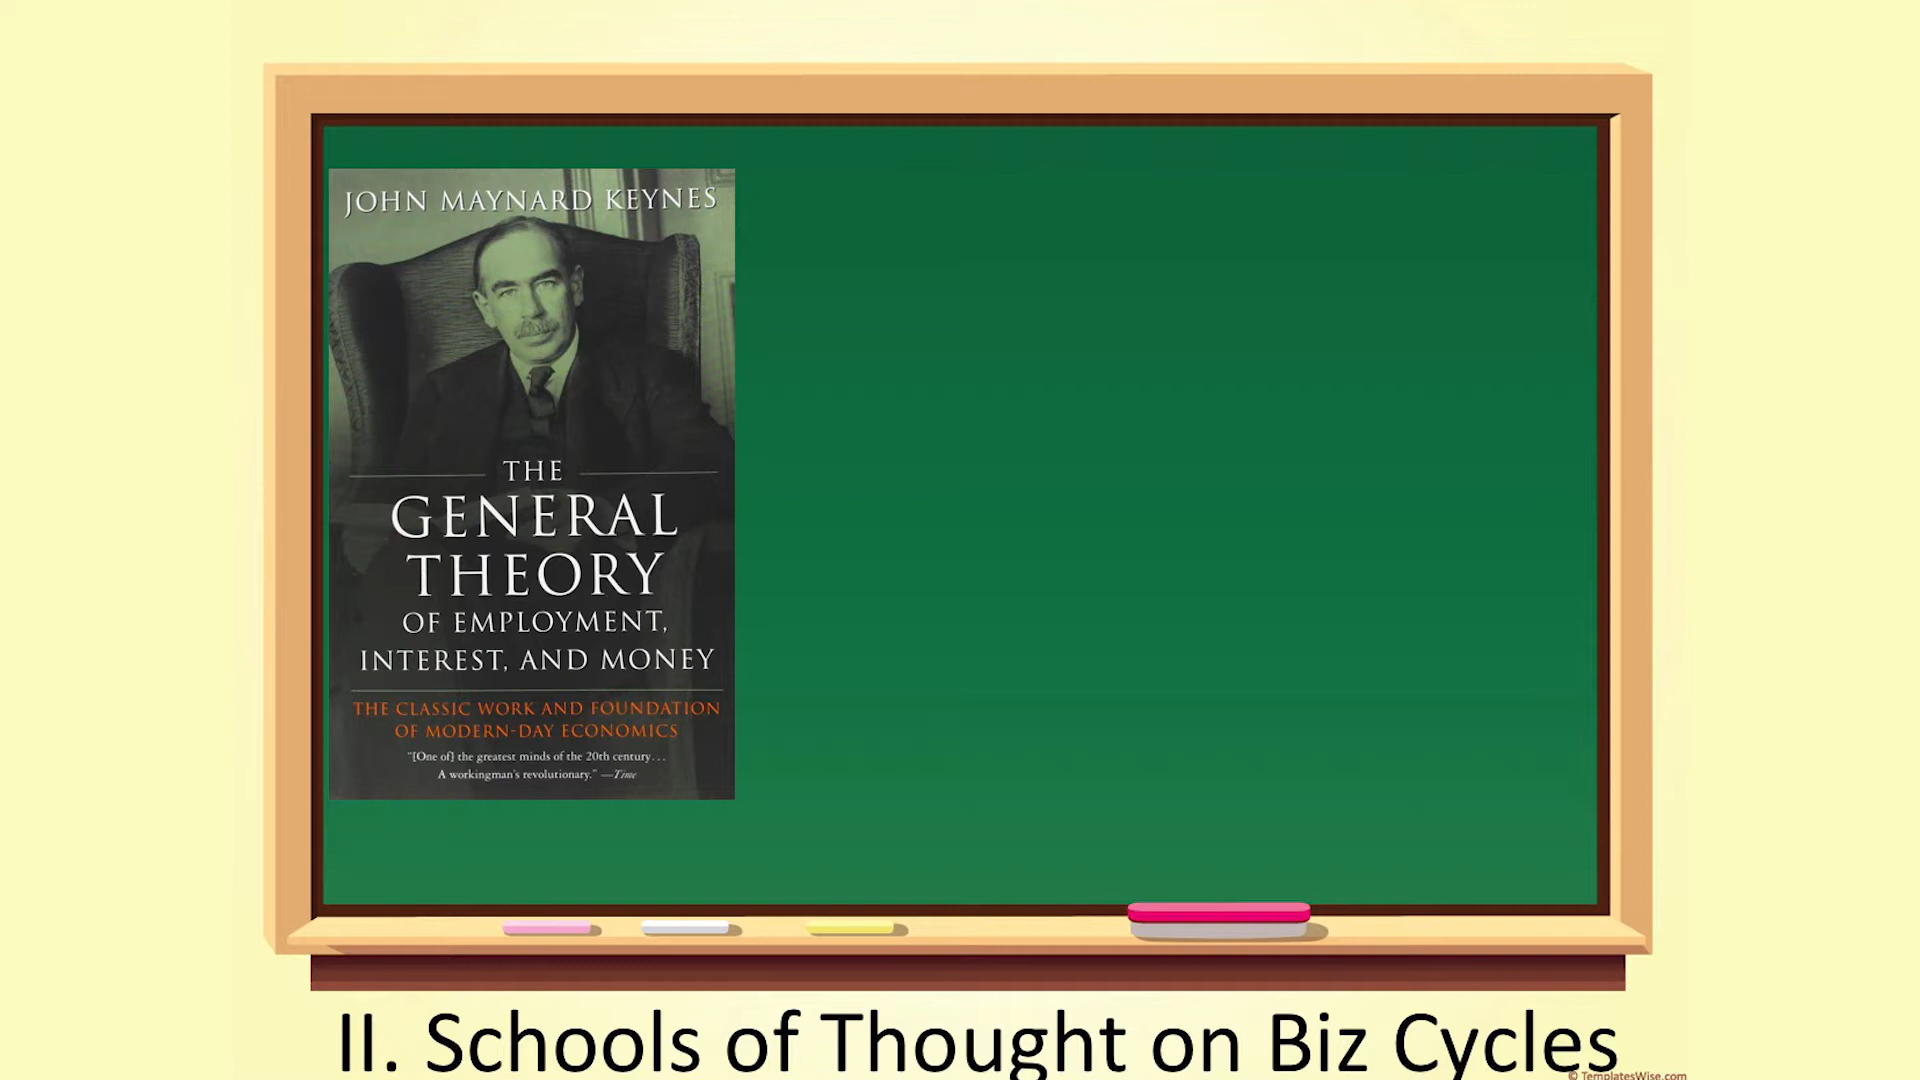 JOHN MAYNARD KEYNES
THE
GENERAL
THEORY
OF EMPLOYMENT,
INTEREST, AND MONEY
THE CLASSIC WORK AND FOUNDATION
OF MODERN-DAY ECONOMICS
"[One of] the greatest minds of the 20th century...
A workingman's revolutionary." —Time
II. Schools of Thought on Biz Cycles
© TemplatesWise.com